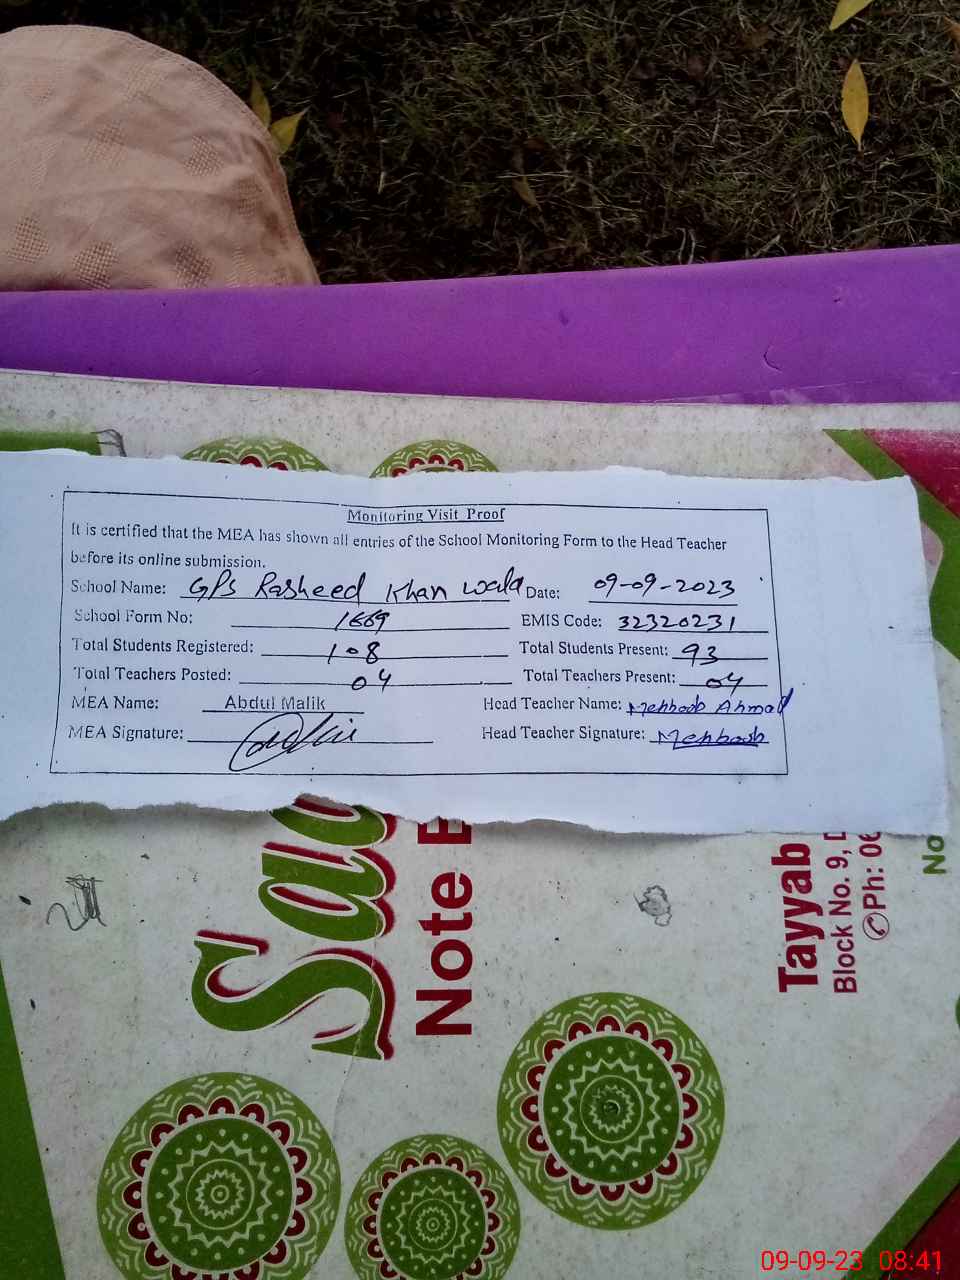 Monitoring Visit Proof
It is certified that the MEA has shown all entries of the School Monitoring Form to the Head Teacher
before its online submission.
School Name: GPS Rasheed Khan wala Date: 09-09-2023
School Form No: 1669 EMIS Code: 32320231
Total Students Registered: 108 Total Students Present: 93
Total Teachers Posted: 04 Total Teachers Present: 04
MEA Name: Abdul Malik Head Teacher Name: Mehboob Ahmad
MEA Signature: Head Teacher Signature: Mehboob
Note
Tayyab
Block No. 9,
Ph: 06
No
09-09-23 08:41